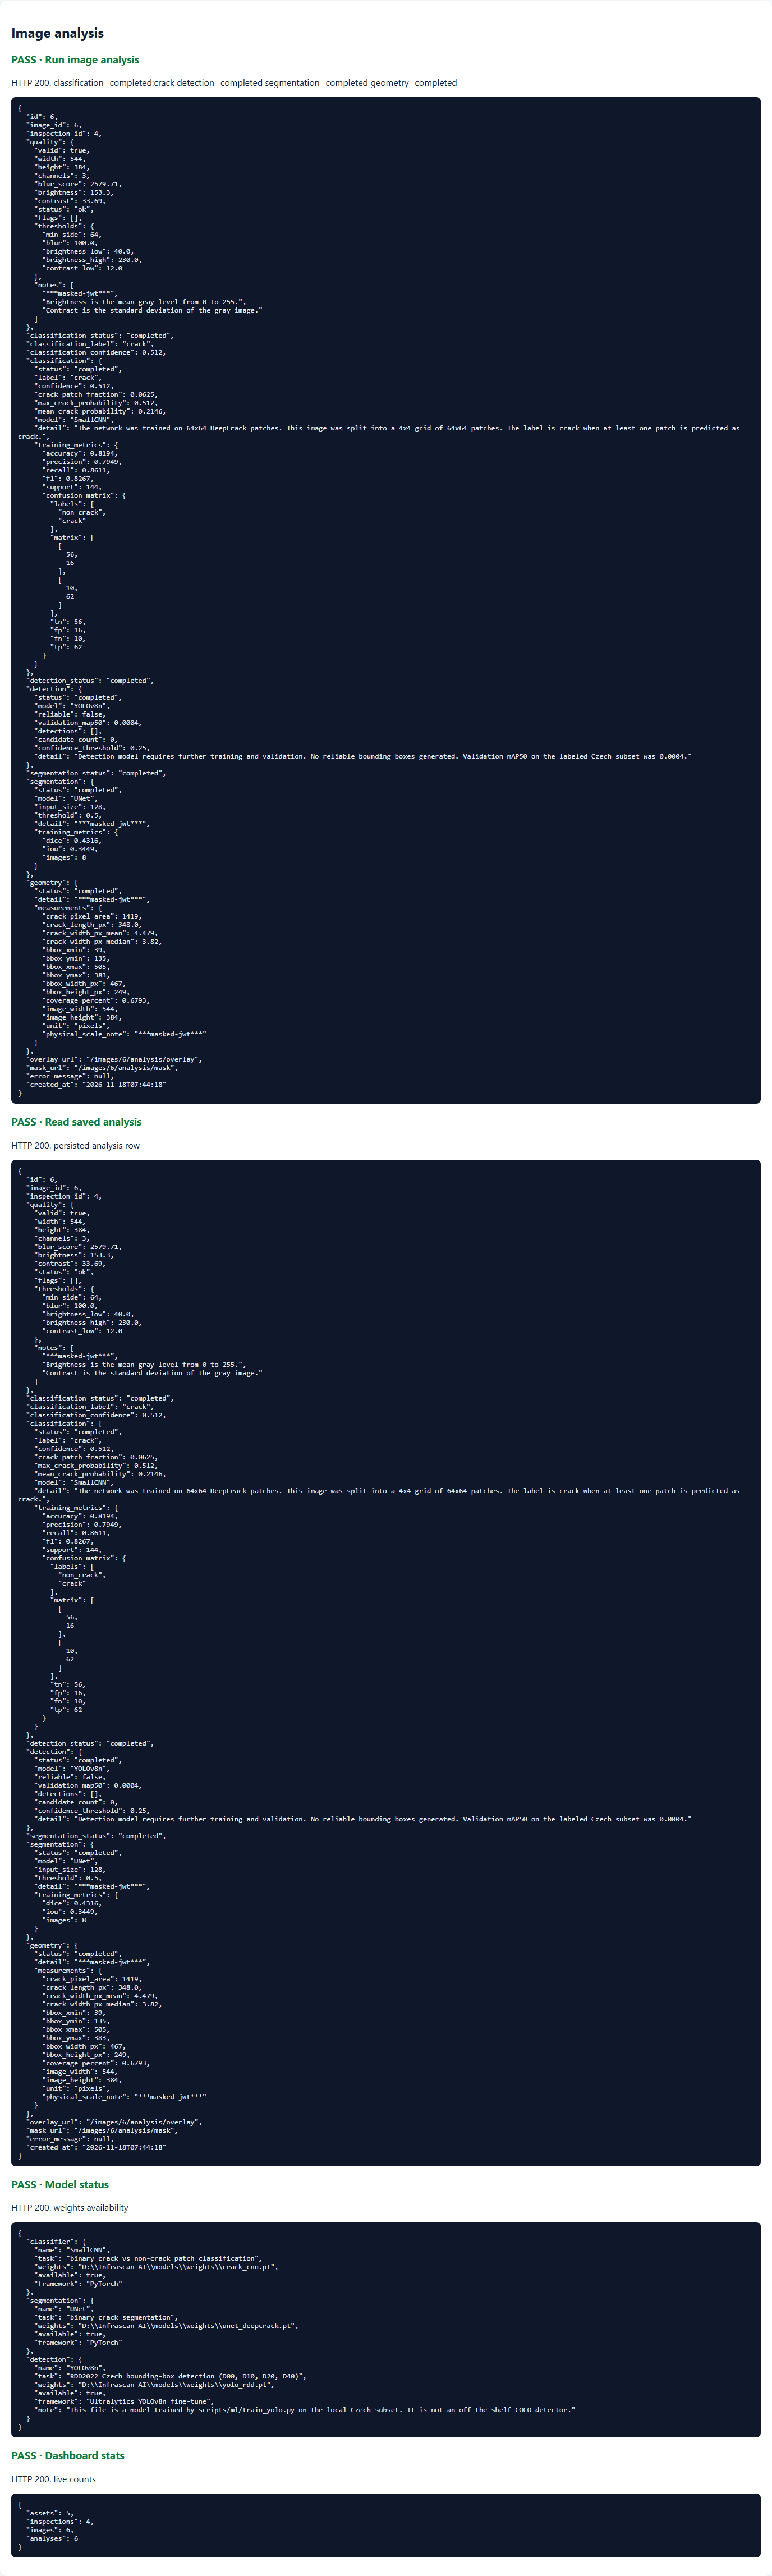 Image analysis
PASS · Run image analysis
HTTP 200. classification=completed:crack detection=completed segmentation=completed geometry=completed
{
  "id": 6,
  "image_id": 6,
  "inspection_id": 4,
  "quality": {
    "valid": true,
    "width": 544,
    "height": 384,
    "channels": 3,
    "blur_score": 2579.71,
    "brightness": 153.3,
    "contrast": 33.69,
    "status": "ok",
    "flags": [],
    "thresholds": {
      "min_side": 64,
      "blur": 100.0,
      "brightness_low": 40.0,
      "brightness_high": 230.0,
      "contrast_low": 12.0
    },
    "notes": [
      "***masked-jwt***",
      "Brightness is the mean gray level from 0 to 255.",
      "Contrast is the standard deviation of the gray image."
    ]
  },
  "classification_status": "completed",
  "classification_label": "crack",
  "classification_confidence": 0.512,
  "classification": {
    "status": "completed",
    "label": "crack",
    "confidence": 0.512,
    "crack_patch_fraction": 0.0625,
    "max_crack_probability": 0.512,
    "mean_crack_probability": 0.2146,
    "model": "SmallCNN",
    "detail": "The network was trained on 64x64 DeepCrack patches. This image was split into a 4x4 grid of 64x64 patches. The label is crack when at least one patch is predicted as
crack.",
    "training_metrics": {
      "accuracy": 0.8194,
      "precision": 0.7949,
      "recall": 0.8611,
      "f1": 0.8267,
      "support": 144,
      "confusion_matrix": {
        "labels": [
          "non_crack",
          "crack"
        ],
        "matrix": [
          [
            56,
            16
          ],
          [
            10,
            62
          ]
        ],
        "tn": 56,
        "fp": 16,
        "fn": 10,
        "tp": 62
      }
    }
  },
  "detection_status": "completed",
  "detection": {
    "status": "completed",
    "model": "YOLOv8n",
    "reliable": false,
    "validation_map50": 0.0004,
    "detections": [],
    "candidate_count": 0,
    "confidence_threshold": 0.25,
    "detail": "Detection model requires further training and validation. No reliable bounding boxes generated. Validation mAP50 on the labeled Czech subset was 0.0004."
  },
  "segmentation_status": "completed",
  "segmentation": {
    "status": "completed",
    "model": "UNet",
    "input_size": 128,
    "threshold": 0.5,
    "detail": "***masked-jwt***",
    "training_metrics": {
      "dice": 0.4316,
      "iou": 0.3449,
      "images": 8
    }
  },
  "geometry": {
    "status": "completed",
    "detail": "***masked-jwt***",
    "measurements": {
      "crack_pixel_area": 1419,
      "crack_length_px": 348.0,
      "crack_width_px_mean": 4.479,
      "crack_width_px_median": 3.82,
      "bbox_xmin": 39,
      "bbox_ymin": 135,
      "bbox_xmax": 505,
      "bbox_ymax": 383,
      "bbox_width_px": 467,
      "bbox_height_px": 249,
      "coverage_percent": 0.6793,
      "image_width": 544,
      "image_height": 384,
      "unit": "pixels",
      "physical_scale_note": "***masked-jwt***"
    }
  },
  "overlay_url": "/images/6/analysis/overlay",
  "mask_url": "/images/6/analysis/mask",
  "error_message": null,
  "created_at": "2026-11-18T07:44:18"
}
PASS · Read saved analysis
HTTP 200. persisted analysis row
{
  "id": 6,
  "image_id": 6,
  "inspection_id": 4,
  "quality": {
    "valid": true,
    "width": 544,
    "height": 384,
    "channels": 3,
    "blur_score": 2579.71,
    "brightness": 153.3,
    "contrast": 33.69,
    "status": "ok",
    "flags": [],
    "thresholds": {
      "min_side": 64,
      "blur": 100.0,
      "brightness_low": 40.0,
      "brightness_high": 230.0,
      "contrast_low": 12.0
    },
    "notes": [
      "***masked-jwt***",
      "Brightness is the mean gray level from 0 to 255.",
      "Contrast is the standard deviation of the gray image."
    ]
  },
  "classification_status": "completed",
  "classification_label": "crack",
  "classification_confidence": 0.512,
  "classification": {
    "status": "completed",
    "label": "crack",
    "confidence": 0.512,
    "crack_patch_fraction": 0.0625,
    "max_crack_probability": 0.512,
    "mean_crack_probability": 0.2146,
    "model": "SmallCNN",
    "detail": "The network was trained on 64x64 DeepCrack patches. This image was split into a 4x4 grid of 64x64 patches. The label is crack when at least one patch is predicted as
crack.",
    "training_metrics": {
      "accuracy": 0.8194,
      "precision": 0.7949,
      "recall": 0.8611,
      "f1": 0.8267,
      "support": 144,
      "confusion_matrix": {
        "labels": [
          "non_crack",
          "crack"
        ],
        "matrix": [
          [
            56,
            16
          ],
          [
            10,
            62
          ]
        ],
        "tn": 56,
        "fp": 16,
        "fn": 10,
        "tp": 62
      }
    }
  },
  "detection_status": "completed",
  "detection": {
    "status": "completed",
    "model": "YOLOv8n",
    "reliable": false,
    "validation_map50": 0.0004,
    "detections": [],
    "candidate_count": 0,
    "confidence_threshold": 0.25,
    "detail": "Detection model requires further training and validation. No reliable bounding boxes generated. Validation mAP50 on the labeled Czech subset was 0.0004."
  },
  "segmentation_status": "completed",
  "segmentation": {
    "status": "completed",
    "model": "UNet",
    "input_size": 128,
    "threshold": 0.5,
    "detail": "***masked-jwt***",
    "training_metrics": {
      "dice": 0.4316,
      "iou": 0.3449,
      "images": 8
    }
  },
  "geometry": {
    "status": "completed",
    "detail": "***masked-jwt***",
    "measurements": {
      "crack_pixel_area": 1419,
      "crack_length_px": 348.0,
      "crack_width_px_mean": 4.479,
      "crack_width_px_median": 3.82,
      "bbox_xmin": 39,
      "bbox_ymin": 135,
      "bbox_xmax": 505,
      "bbox_ymax": 383,
      "bbox_width_px": 467,
      "bbox_height_px": 249,
      "coverage_percent": 0.6793,
      "image_width": 544,
      "image_height": 384,
      "unit": "pixels",
      "physical_scale_note": "***masked-jwt***"
    }
  },
  "overlay_url": "/images/6/analysis/overlay",
  "mask_url": "/images/6/analysis/mask",
  "error_message": null,
  "created_at": "2026-11-18T07:44:18"
}
PASS · Model status
HTTP 200. weights availability
{
  "classifier": {
    "name": "SmallCNN",
    "task": "binary crack vs non-crack patch classification",
    "weights": "D:\\Infrascan-AI\\models\\weights\\crack_cnn.pt",
    "available": true,
    "framework": "PyTorch"
  },
  "segmentation": {
    "name": "UNet",
    "task": "binary crack segmentation",
    "weights": "D:\\Infrascan-AI\\models\\weights\\unet_deepcrack.pt",
    "available": true,
    "framework": "PyTorch"
  },
  "detection": {
    "name": "YOLOv8n",
    "task": "RDD2022 Czech bounding-box detection (D00, D10, D20, D40)",
    "weights": "D:\\Infrascan-AI\\models\\weights\\yolo_rdd.pt",
    "available": true,
    "framework": "Ultralytics YOLOv8n fine-tune",
    "note": "This file is a model trained by scripts/ml/train_yolo.py on the local Czech subset. It is not an off-the-shelf COCO detector."
  }
}
PASS · Dashboard stats
HTTP 200. live counts
{
  "assets": 5,
  "inspections": 4,
  "images": 6,
  "analyses": 6
}